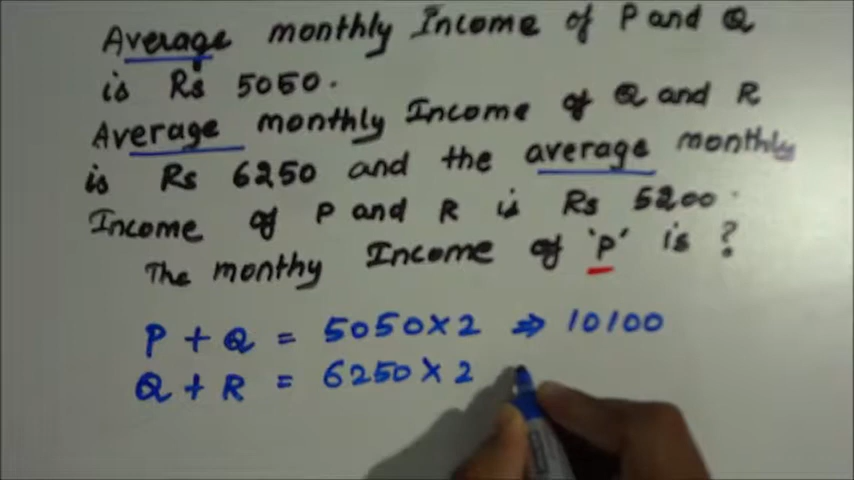 Average monthly Income of P and Q
is Rs 5050.
Average monthly Income of Q and R
is Rs 6250 and the average monthly
Income of P and R is Rs 5200.
The monthy Income of 'P' is ?
P + Q = 5050 × 2 ⇒ 10100
Q + R = 6250 × 2